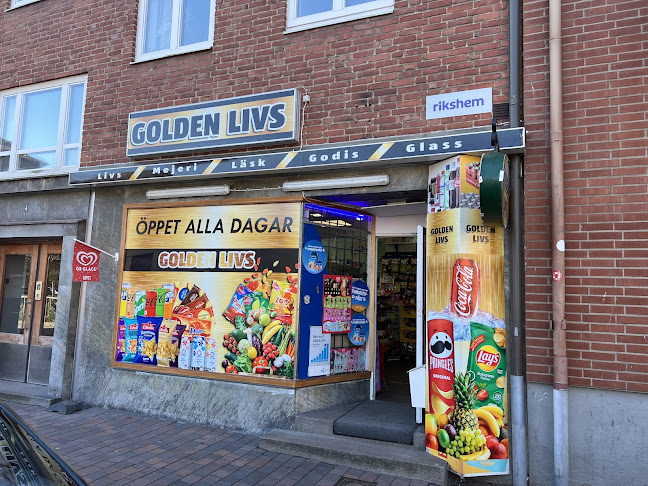 GOLDEN LIVS
rikshem
Livs Mejeri Läsk Godis Glass
ÖPPET ALLA DAGAR
GOLDEN LIVS
GOLDEN LIVS
GOLDEN LIVS
GB GLACE
Coca-Cola
PRINGLES
ORIGINAL
Lay's